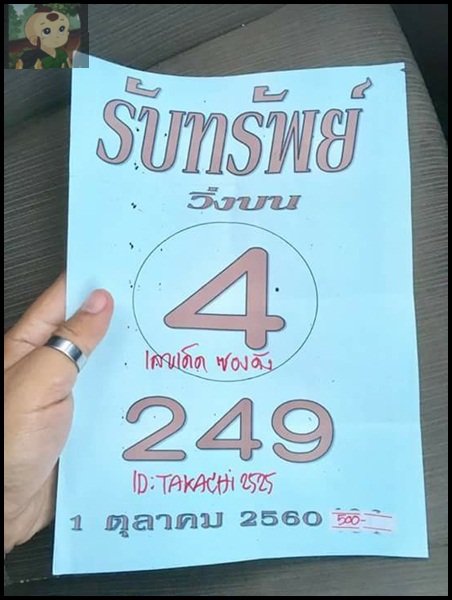 รับทรัพย์
วิ่งบน
4
เลขเด็ด ซองดัง
249
ID: TAKACHI 2525
1 ตุลาคม 2560 500-